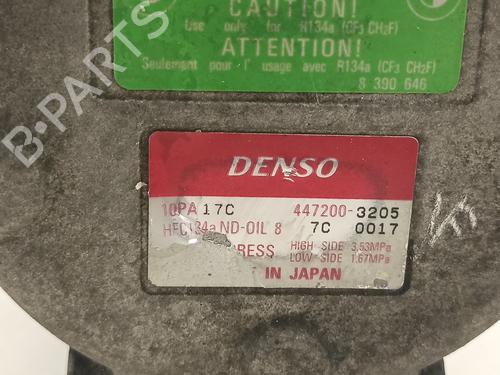 CAUTION!
Use only for R134a (CF₃ CH₂F)
ATTENTION!
Seulement pour l'usage avec R134a (CF₃ CH₂F)
8 390 646
B-PARTS
DENSO
10PA 17C 447200-3205
HFC134a ND-OIL 8 7C 0017
PRESS HIGH SIDE 3.53MPa
LOW SIDE 1.67MPa
IN JAPAN